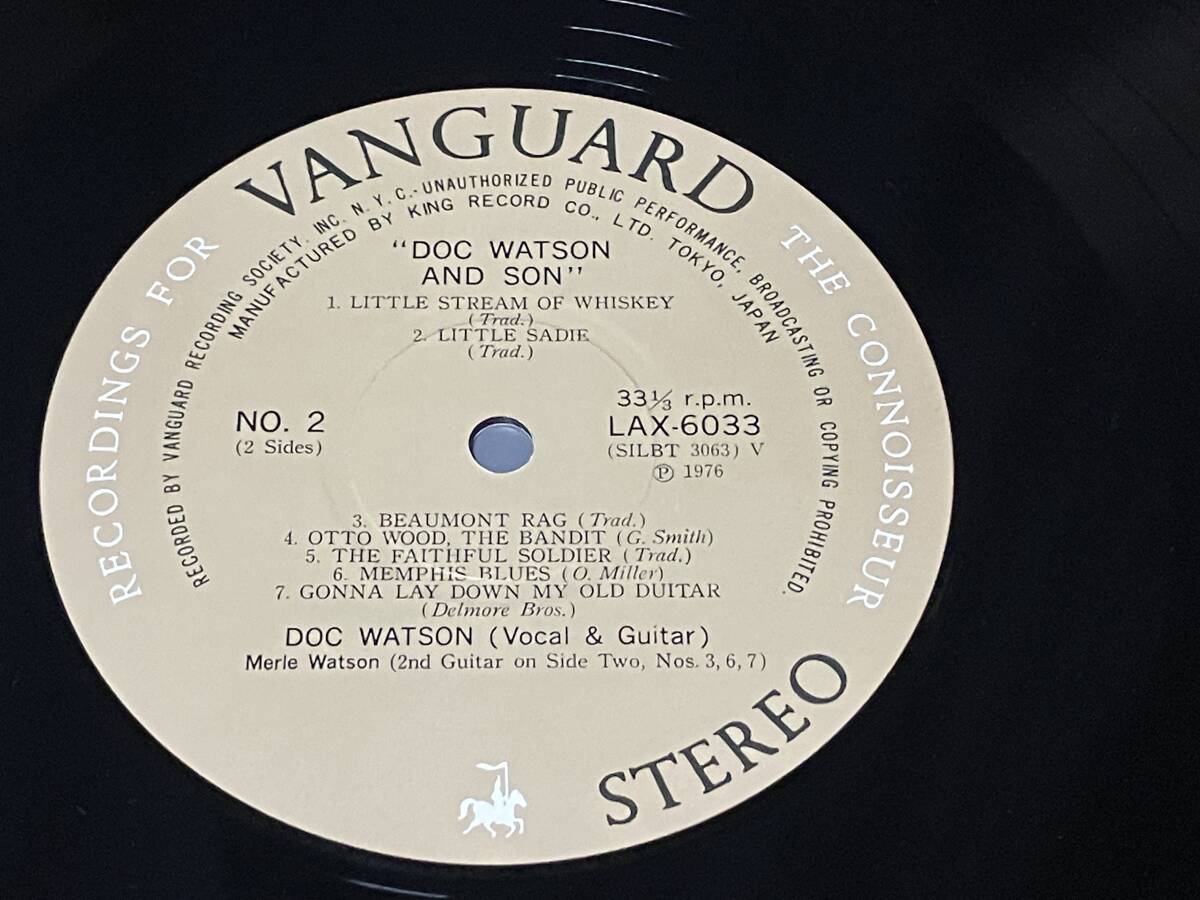 VANGUARD
RECORDINGS FOR THE CONNOISSEUR
RECORDED BY VANGUARD RECORDING SOCIETY, INC. N.Y.C.-UNAUTHORIZED PUBLIC PERFORMANCE, BROADCASTING OR COPYING PROHIBITED.
MANUFACTURED BY KING RECORD CO., LTD. TOKYO, JAPAN
"DOC WATSON
AND SON"
1. LITTLE STREAM OF WHISKEY
(Trad.)
2. LITTLE SADIE
(Trad.)
NO. 2
(2 Sides)
33⅓ r.p.m.
LAX-6033
(SILBT 3063) V
Ⓟ 1976
3. BEAUMONT RAG (Trad.)
4. OTTO WOOD, THE BANDIT (G. Smith)
5. THE FAITHFUL SOLDIER (Trad.)
6. MEMPHIS BLUES (O. Miller)
7. GONNA LAY DOWN MY OLD DUITAR
(Delmore Bros.)
DOC WATSON (Vocal & Guitar)
Merle Watson (2nd Guitar on Side Two, Nos. 3, 6, 7)
STEREO